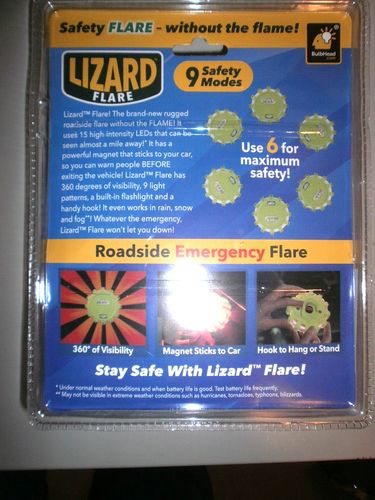 Safety FLARE - without the flame!
BulbHead
.com
LIZARD™
FLARE
9 Safety
Modes
Lizard™ Flare! The brand-new rugged
roadside flare without the FLAME! It
uses 15 high-intensity LEDs that can be
seen almost a mile away!* It has a
powerful magnet that sticks to your car,
so you can warn people BEFORE
exiting the vehicle! Lizard™ Flare has
360 degrees of visibility, 9 light
patterns, a built-in flashlight and a
handy hook! It even works in rain, snow
and fog**! Whatever the emergency,
Lizard™ Flare won't let you down!
Use 6 for
maximum
safety!
Roadside Emergency Flare
360° of Visibility
Magnet Sticks to Car
Hook to Hang or Stand
Stay Safe With Lizard™ Flare!
* Under normal weather conditions and when battery life is good. Test battery life frequently.
** May not be visible in extreme weather conditions such as hurricanes, tornadoes, typhoons, blizzards.